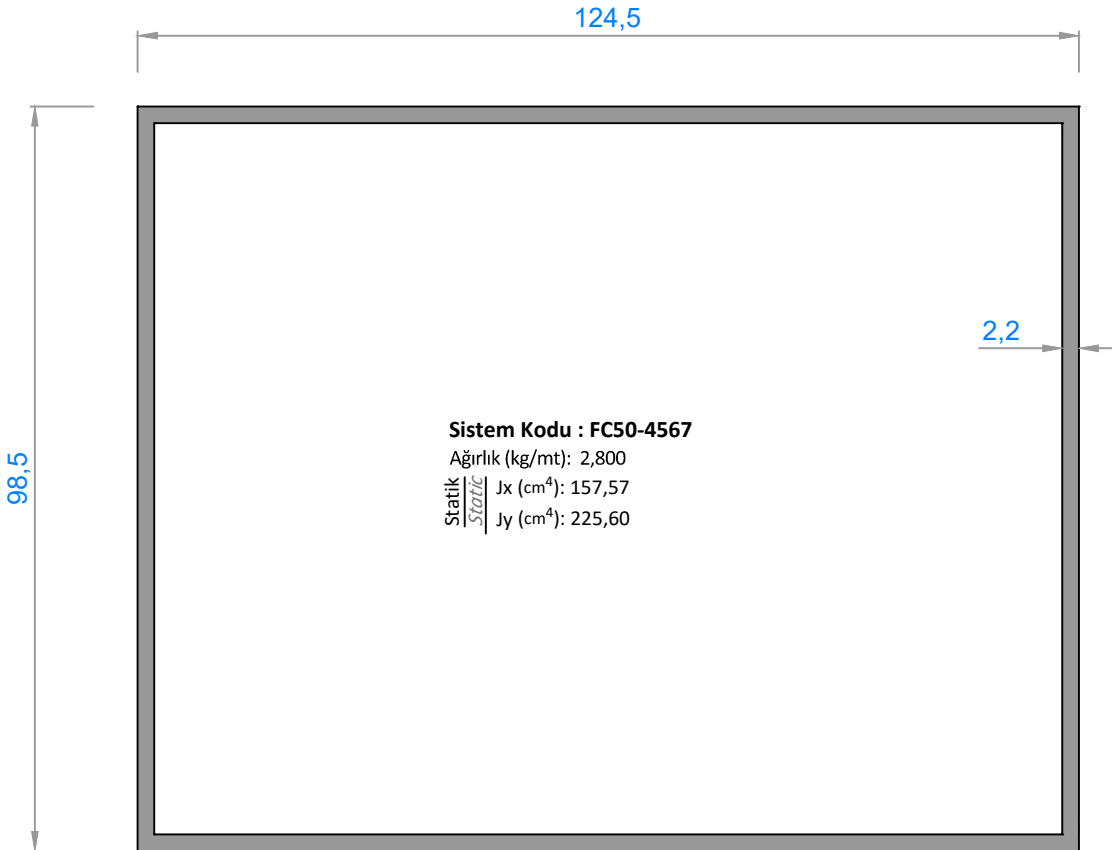 124,5
2,2
98,5
Sistem Kodu : FC50-4567
Ağırlık (kg/mt): 2,800
Statik
Static
Jx (cm⁴): 157,57
Jy (cm⁴): 225,60